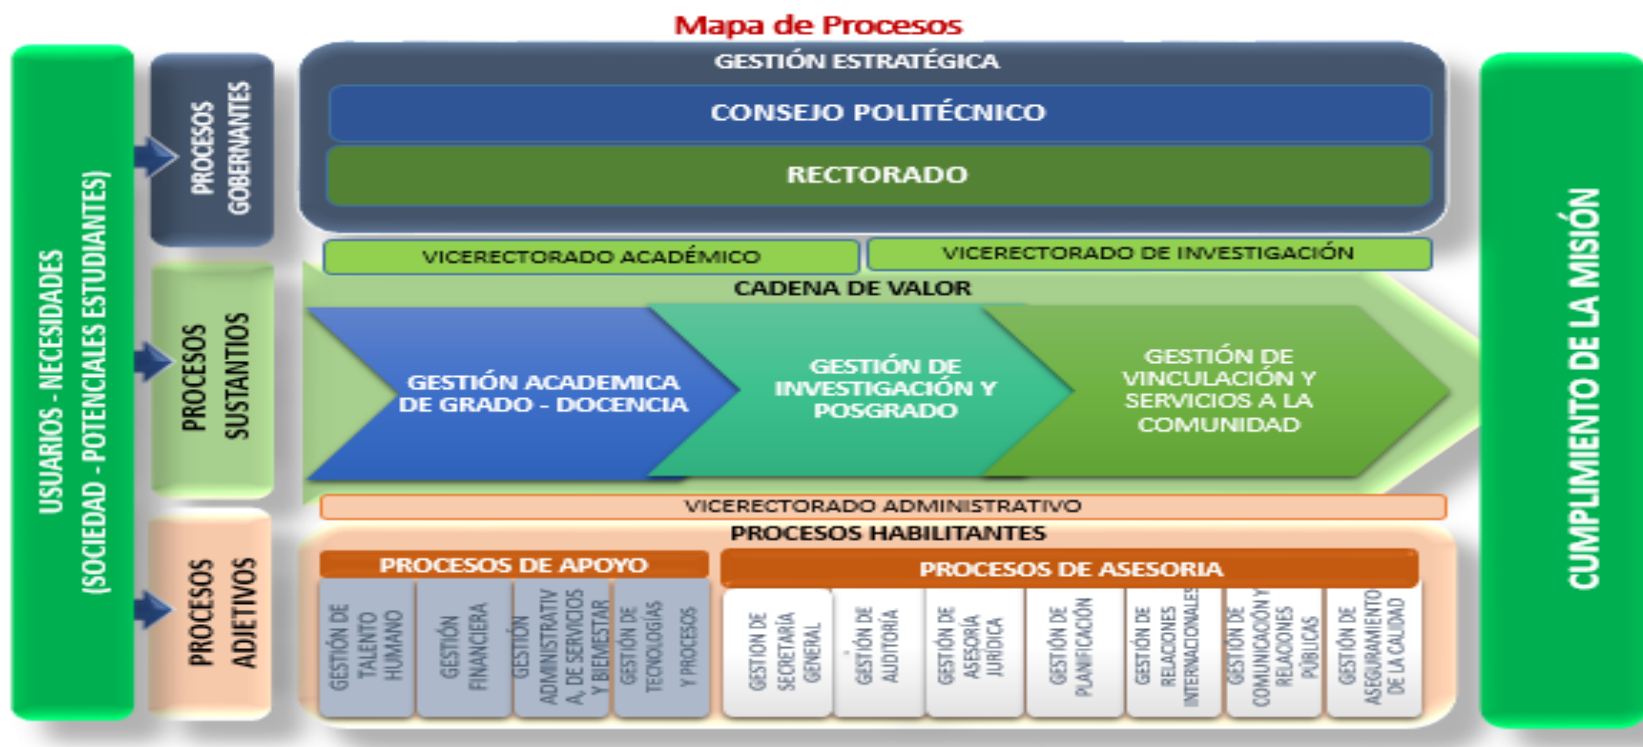 Mapa de Procesos
USUARIOS - NECESIDADES
(SOCIEDAD - POTENCIALES ESTUDIANTES)
PROCESOS
GOBERNANTES
GESTIÓN ESTRATÉGICA
CONSEJO POLITÉCNICO
RECTORADO
PROCESOS
SUSTANTIOS
VICERECTORADO ACADÉMICO
VICERECTORADO DE INVESTIGACIÓN
CADENA DE VALOR
GESTIÓN ACADEMICA
DE GRADO - DOCENCIA
GESTIÓN DE
INVESTIGACIÓN Y
POSGRADO
GESTIÓN DE
VINCULACIÓN Y
SERVICIOS A LA
COMUNIDAD
PROCESOS
ADJETIVOS
VICERECTORADO ADMINISTRATIVO
PROCESOS HABILITANTES
PROCESOS DE APOYO
GESTIÓN DE
TALENTO
HUMANO
GESTIÓN
FINANCIERA
GESTIÓN
ADMINISTRATIV
A, DE SERVICIOS
Y BIEMESTAR
GESTIÓN DE
TECNOLOGÍAS
Y PROCESOS
PROCESOS DE ASESORIA
GESTION DE
SECRETARÍA
GENERAL
GESTIÓN DE
AUDITORÍA
GESTIÓN DE
ASESORÍA
JURÍDICA
GESTIÓN DE
PLANIFICACIÓN
GESTIÓN DE
RELACIONES
INTERNACIONALES
GESTIÓN DE
COMUNICACIÓN Y
RELACIONES
PÚBLICAS
GESTIÓN DE
ASEGURAMIENTO
DE LA CALIDAD
CUMPLIMIENTO DE LA MISIÓN